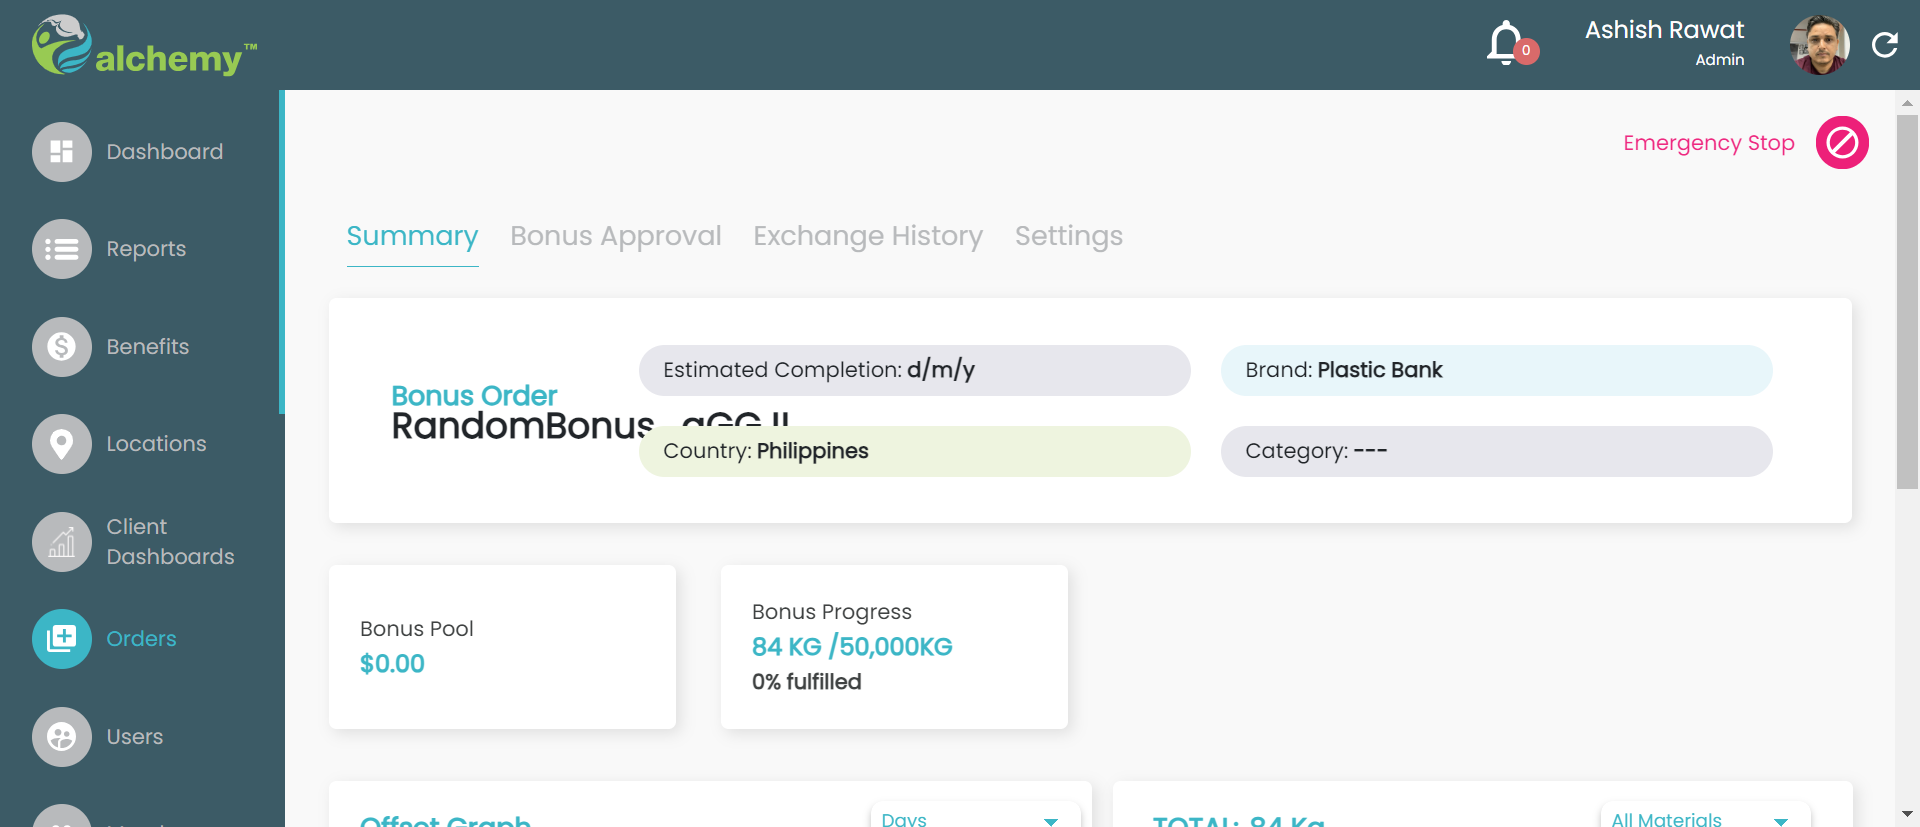 alchemy™
0
Ashish Rawat
Admin
Dashboard
Reports
Benefits
Locations
Client
Dashboards
Orders
Users
Emergency Stop
Summary Bonus Approval Exchange History Settings
Bonus Order
RandomBonus
Estimated Completion: d/m/y
Brand: Plastic Bank
Country: Philippines
Category: ---
Bonus Pool
$0.00
Bonus Progress
84 KG /50,000KG
0% fulfilled
Offset Graph
Days
TOTAL: 84 Kg
All Materials